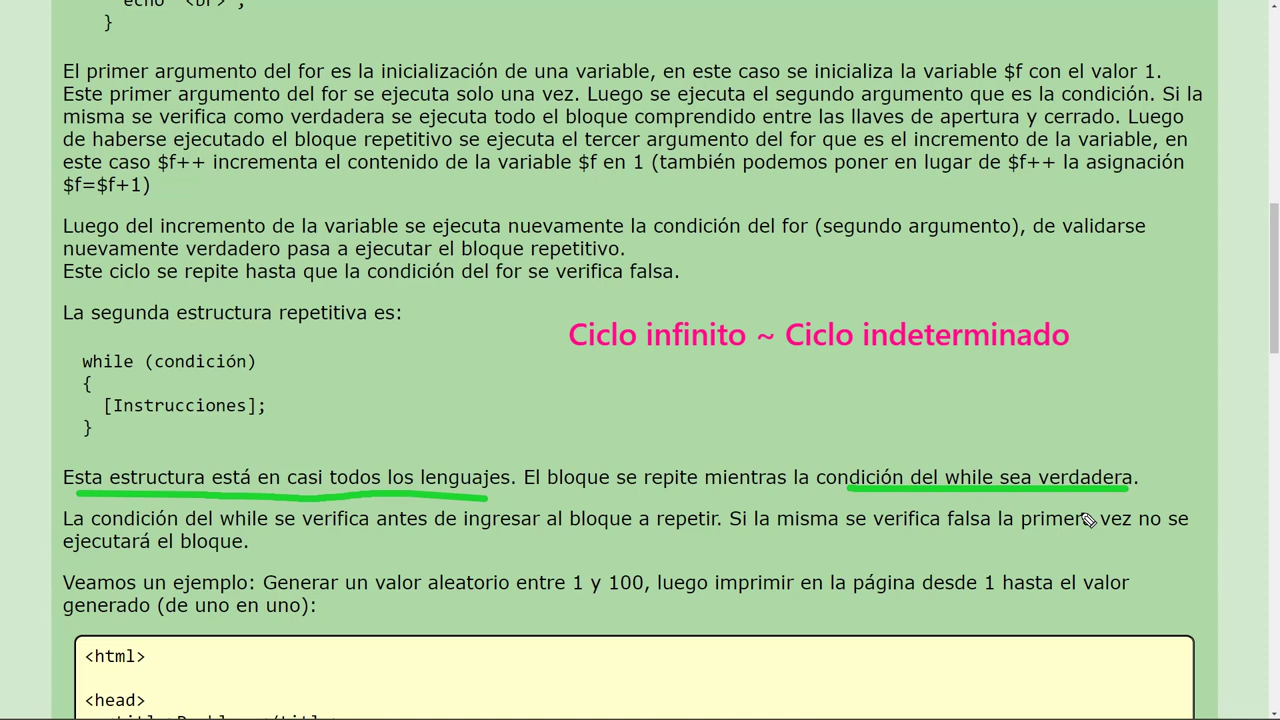 }
El primer argumento del for es la inicialización de una variable, en este caso se inicializa la variable $f con el valor 1.
Este primer argumento del for se ejecuta solo una vez. Luego se ejecuta el segundo argumento que es la condición. Si la
misma se verifica como verdadera se ejecuta todo el bloque comprendido entre las llaves de apertura y cerrado. Luego
de haberse ejecutado el bloque repetitivo se ejecuta el tercer argumento del for que es el incremento de la variable, en
este caso $f++ incrementa el contenido de la variable $f en 1 (también podemos poner en lugar de $f++ la asignación
$f=$f+1)
Luego del incremento de la variable se ejecuta nuevamente la condición del for (segundo argumento), de validarse
nuevamente verdadero pasa a ejecutar el bloque repetitivo.
Este ciclo se repite hasta que la condición del for se verifica falsa.
La segunda estructura repetitiva es:
Ciclo infinito ~ Ciclo indeterminado
while (condición)
{
[Instrucciones];
}
Esta estructura está en casi todos los lenguajes. El bloque se repite mientras la condición del while sea verdadera.
La condición del while se verifica antes de ingresar al bloque a repetir. Si la misma se verifica falsa la primera vez no se
ejecutará el bloque.
Veamos un ejemplo: Generar un valor aleatorio entre 1 y 100, luego imprimir en la página desde 1 hasta el valor
generado (de uno en uno):
<html>
<head>